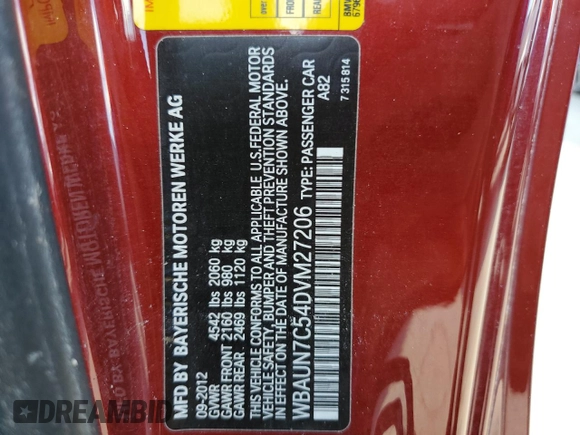 MFD BY BAYERISCHE MOTOREN WERKE AG
09-2012
GVWR 4542 lbs 2060 kg
GAWR FRONT 2160 lbs 980 kg
GAWR REAR. 2469 lbs 1120 kg
THIS VEHICLE CONFORMS TO ALL APPLICABLE U.S.FEDERAL MOTOR
VEHICLE SAFETY, BUMPER AND THEFT PREVENTION STANDARDS
IN EFFECT ON THE DATE OF MANUFACTURE SHOWN ABOVE.
WBAUN7C54DVM27206 TYPE: PASSENGER CAR
A82
7 315 814
FRO
REA
BMW
DREAMBID